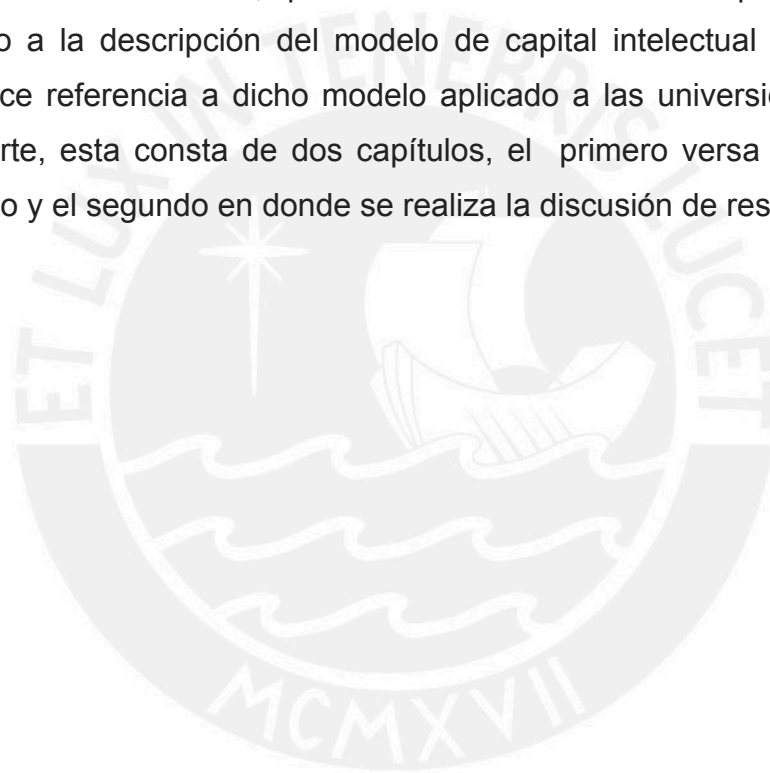 o a la descripción del modelo de capital intelectual
ce referencia a dicho modelo aplicado a las universi
rte, esta consta de dos capítulos, el primero versa
o y el segundo en donde se realiza la discusión de res
ET LUX IN TENEBRIS LUCET
MCMXVII